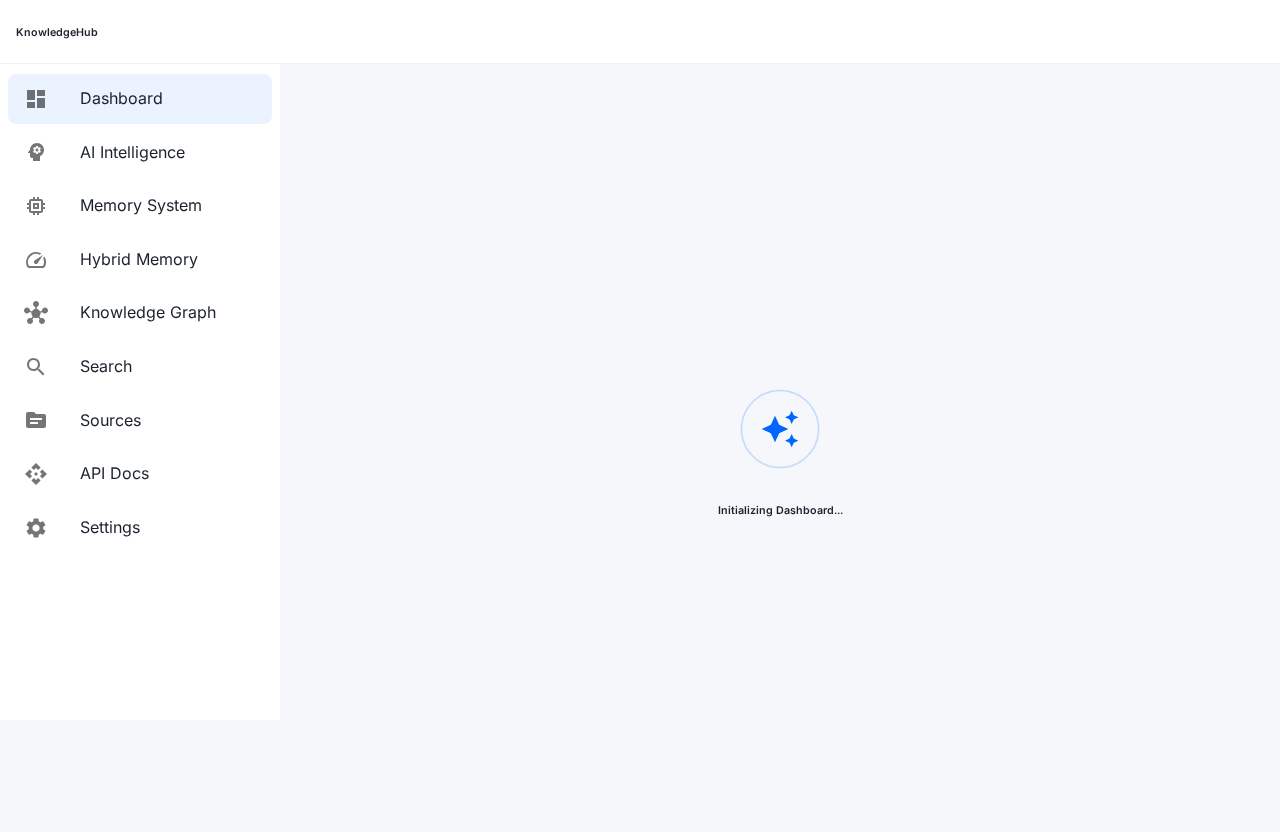 KnowledgeHub
Dashboard
AI Intelligence
Memory System
Hybrid Memory
Knowledge Graph
Search
Sources
API Docs
Settings
Initializing Dashboard...